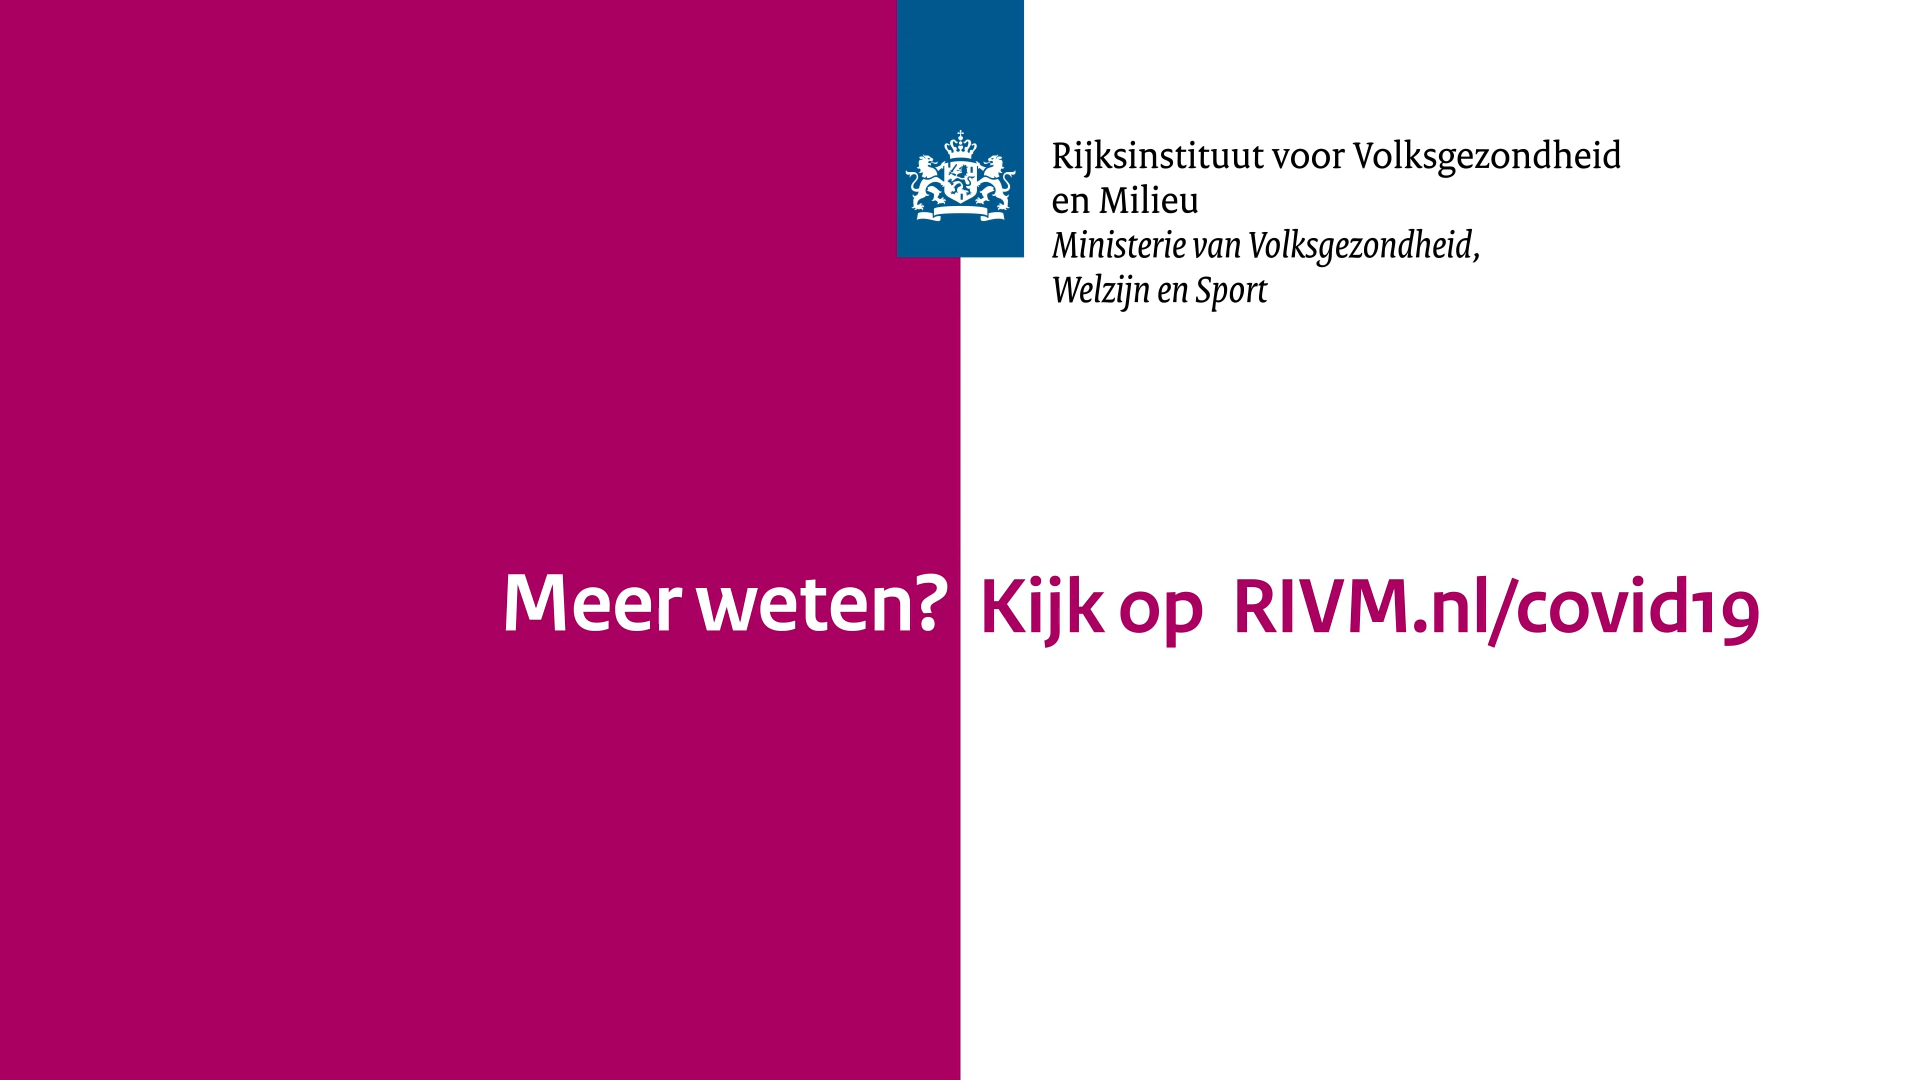 Rijksinstituut voor Volksgezondheid
en Milieu
Ministerie van Volksgezondheid,
Welzijn en Sport
Meer weten? Kijk op RIVM.nl/covid19